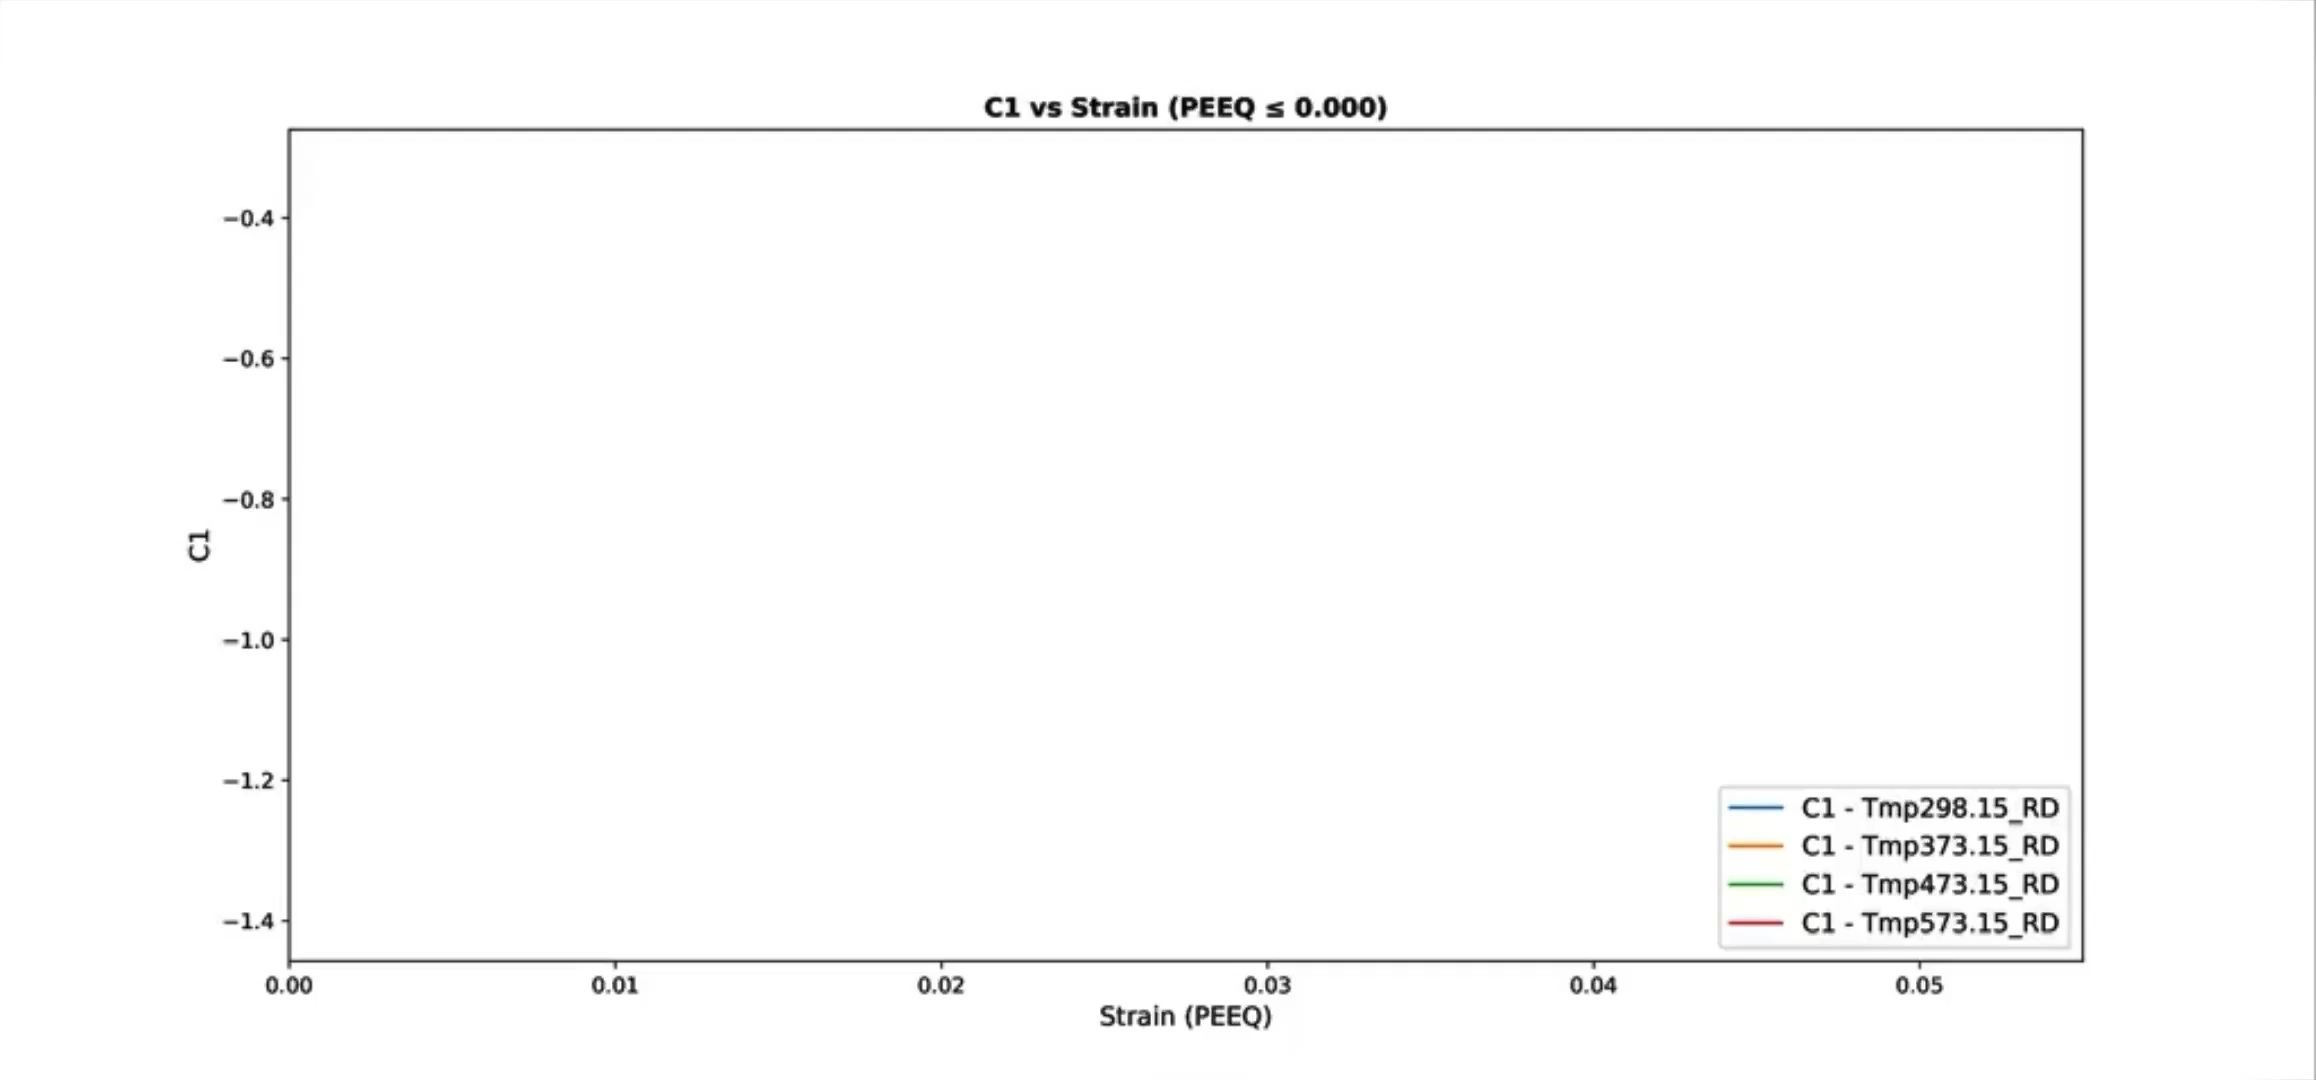 C1 vs Strain (PEEQ ≤ 0.000)
−0.4
−0.6
−0.8
−1.0
−1.2
−1.4
C1
C1 - Tmp298.15_RD
C1 - Tmp373.15_RD
C1 - Tmp473.15_RD
C1 - Tmp573.15_RD
0.00 0.01 0.02 0.03 0.04 0.05
Strain (PEEQ)